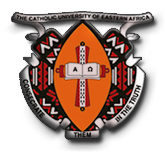 THE CATHOLIC UNIVERSITY OF EASTERN AFRICA
Α Ω
CONSECRATE
THEM
IN THE TRUTH